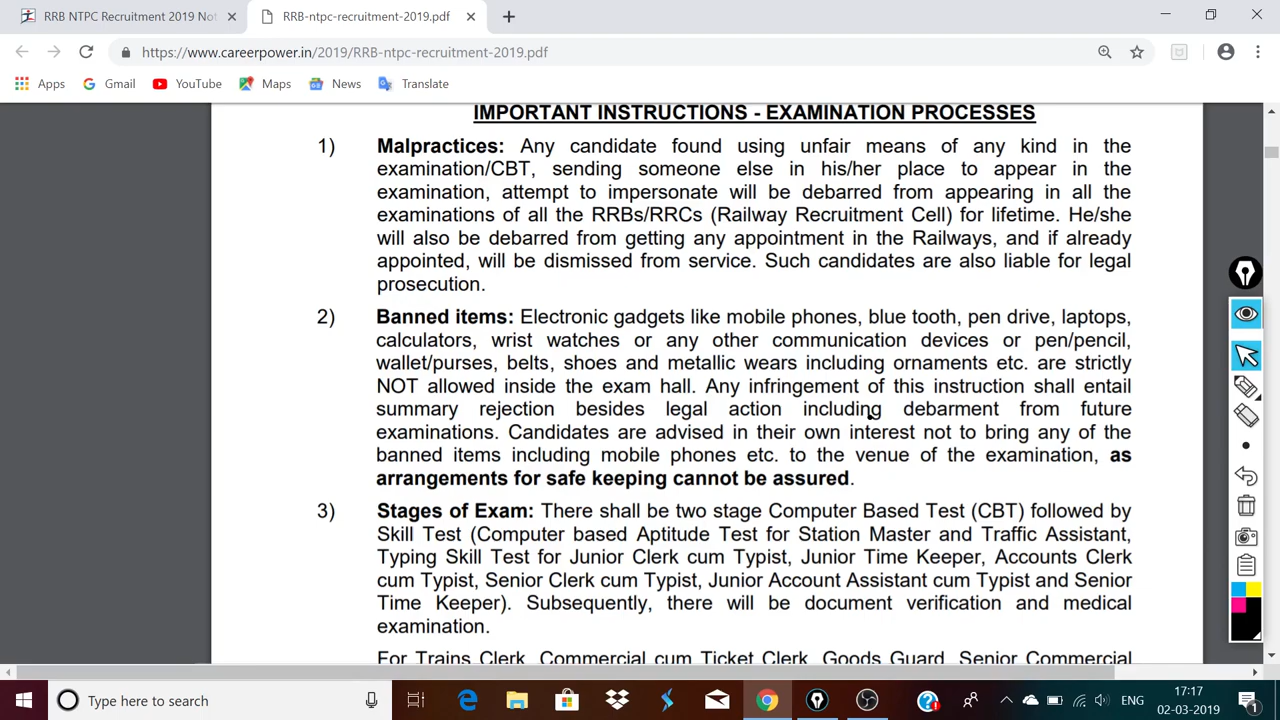 RRB NTPC Recruitment 2019 Not
RRB-ntpc-recruitment-2019.pdf
https://www.careerpower.in/2019/RRB-ntpc-recruitment-2019.pdf
Apps Gmail YouTube Maps News Translate
IMPORTANT INSTRUCTIONS - EXAMINATION PROCESSES
1) Malpractices: Any candidate found using unfair means of any kind in the
examination/CBT, sending someone else in his/her place to appear in the
examination, attempt to impersonate will be debarred from appearing in all the
examinations of all the RRBs/RRCs (Railway Recruitment Cell) for lifetime. He/she
will also be debarred from getting any appointment in the Railways, and if already
appointed, will be dismissed from service. Such candidates are also liable for legal
prosecution.
2) Banned items: Electronic gadgets like mobile phones, blue tooth, pen drive, laptops,
calculators, wrist watches or any other communication devices or pen/pencil,
wallet/purses, belts, shoes and metallic wears including ornaments etc. are strictly
NOT allowed inside the exam hall. Any infringement of this instruction shall entail
summary rejection besides legal action including debarment from future
examinations. Candidates are advised in their own interest not to bring any of the
banned items including mobile phones etc. to the venue of the examination, as
arrangements for safe keeping cannot be assured.
3) Stages of Exam: There shall be two stage Computer Based Test (CBT) followed by
Skill Test (Computer based Aptitude Test for Station Master and Traffic Assistant,
Typing Skill Test for Junior Clerk cum Typist, Junior Time Keeper, Accounts Clerk
cum Typist, Senior Clerk cum Typist, Junior Account Assistant cum Typist and Senior
Time Keeper). Subsequently, there will be document verification and medical
examination.
For Trains Clerk, Commercial cum Ticket Clerk, Goods Guard, Senior Commercial
Type here to search
ENG
17:17
02-03-2019
1